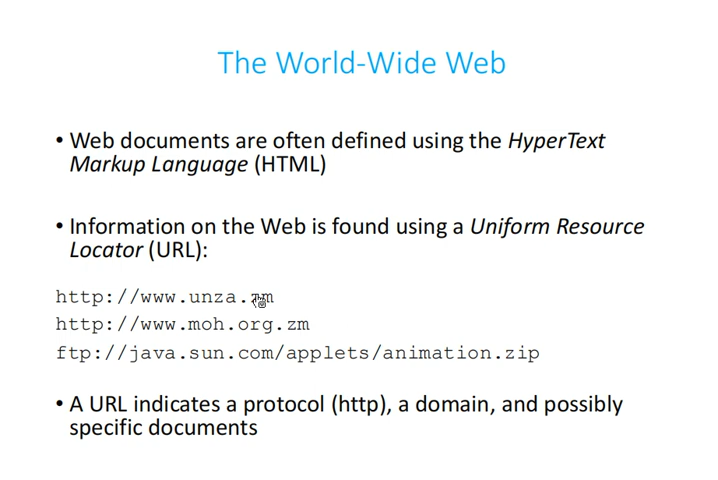 The World-Wide Web
• Web documents are often defined using the HyperText
Markup Language (HTML)
• Information on the Web is found using a Uniform Resource
Locator (URL):
http://www.unza.zm
http://www.moh.org.zm
ftp://java.sun.com/applets/animation.zip
• A URL indicates a protocol (http), a domain, and possibly
specific documents